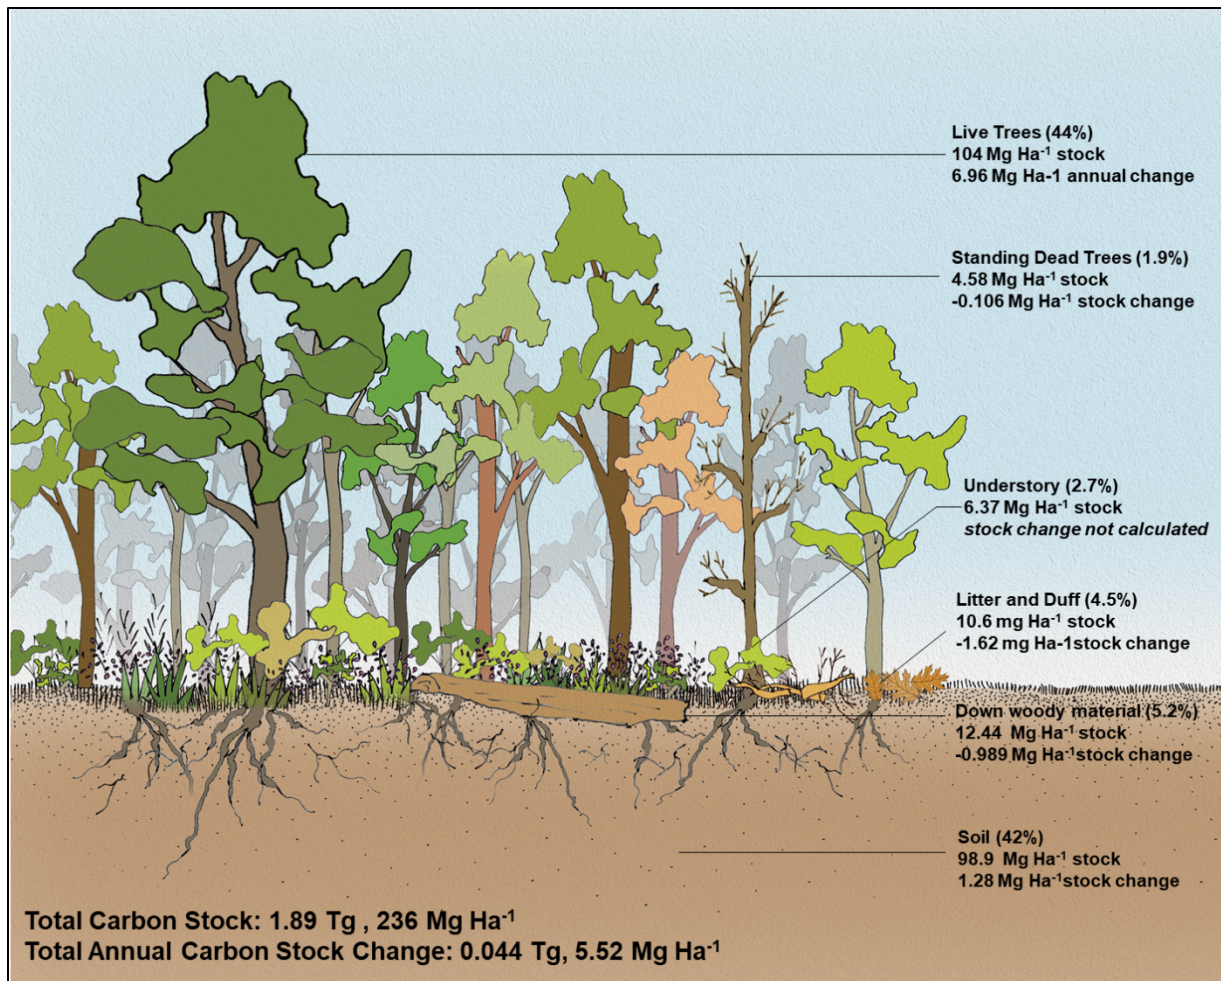 Live Trees (44%)
104 Mg Ha⁻¹ stock
6.96 Mg Ha-1 annual change
Standing Dead Trees (1.9%)
4.58 Mg Ha⁻¹ stock
-0.106 Mg Ha⁻¹ stock change
Understory (2.7%)
6.37 Mg Ha⁻¹ stock
stock change not calculated
Litter and Duff (4.5%)
10.6 mg Ha⁻¹ stock
-1.62 mg Ha-1stock change
Down woody material (5.2%)
12.44 Mg Ha⁻¹ stock
-0.989 Mg Ha⁻¹stock change
Soil (42%)
98.9 Mg Ha⁻¹ stock
1.28 Mg Ha⁻¹stock change
Total Carbon Stock: 1.89 Tg , 236 Mg Ha⁻¹
Total Annual Carbon Stock Change: 0.044 Tg, 5.52 Mg Ha⁻¹